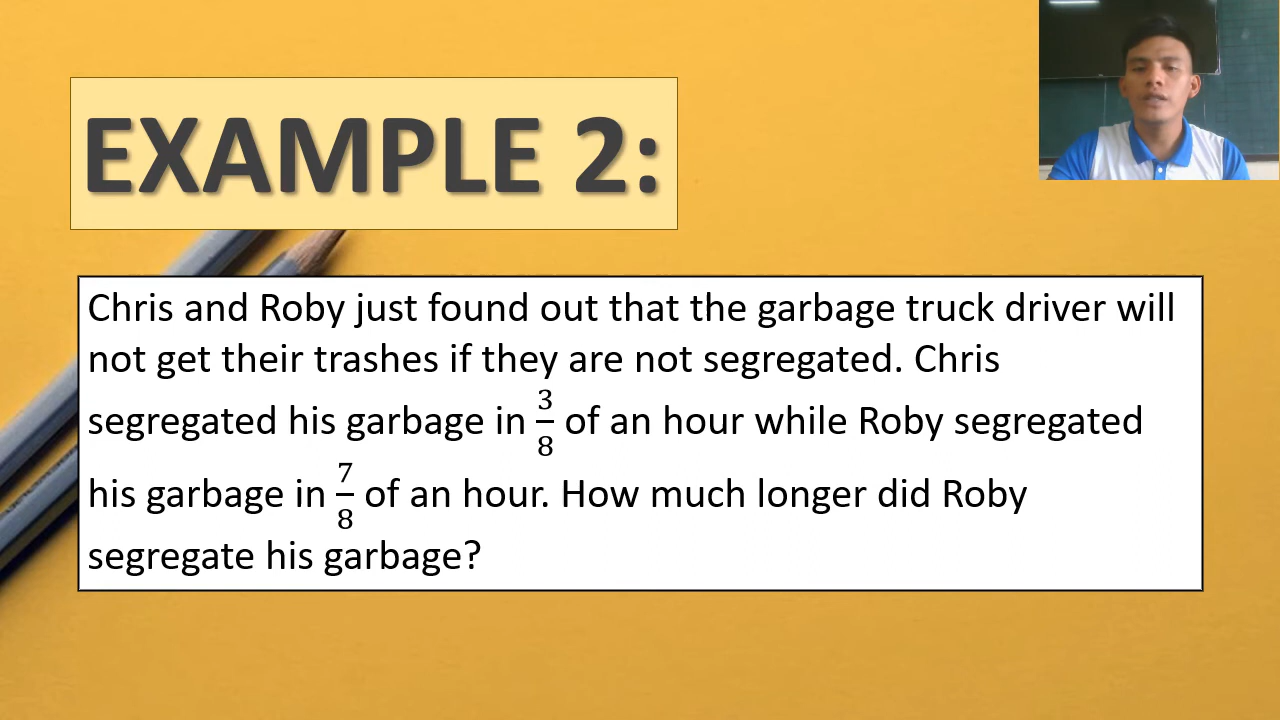 EXAMPLE 2:
Chris and Roby just found out that the garbage truck driver will
not get their trashes if they are not segregated. Chris
segregated his garbage in 3/8 of an hour while Roby segregated
his garbage in 7/8 of an hour. How much longer did Roby
segregate his garbage?